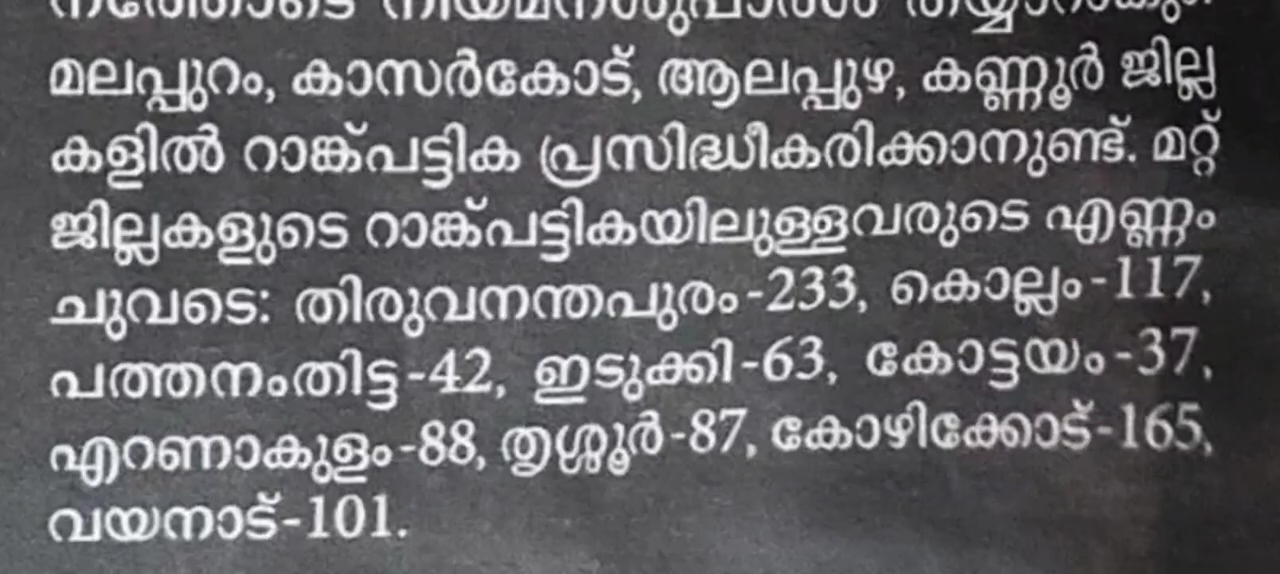 മലപ്പുറം, കാസർകോട്, ആലപ്പുഴ, കണ്ണൂർ ജില്ല
കളിൽ റാങ്ക്പട്ടിക പ്രസിദ്ധീകരിക്കാനുണ്ട്. മറ്റ്
ജില്ലകളുടെ റാങ്ക്പട്ടികയിലുള്ളവരുടെ എണ്ണം
ചുവടെ: തിരുവനന്തപുരം-233, കൊല്ലം-117,
പത്തനംതിട്ട-42, ഇടുക്കി-63, കോട്ടയം-37,
എറണാകുളം-88, തൃശ്ശൂർ-87, കോഴിക്കോട്-165,
വയനാട്-101.